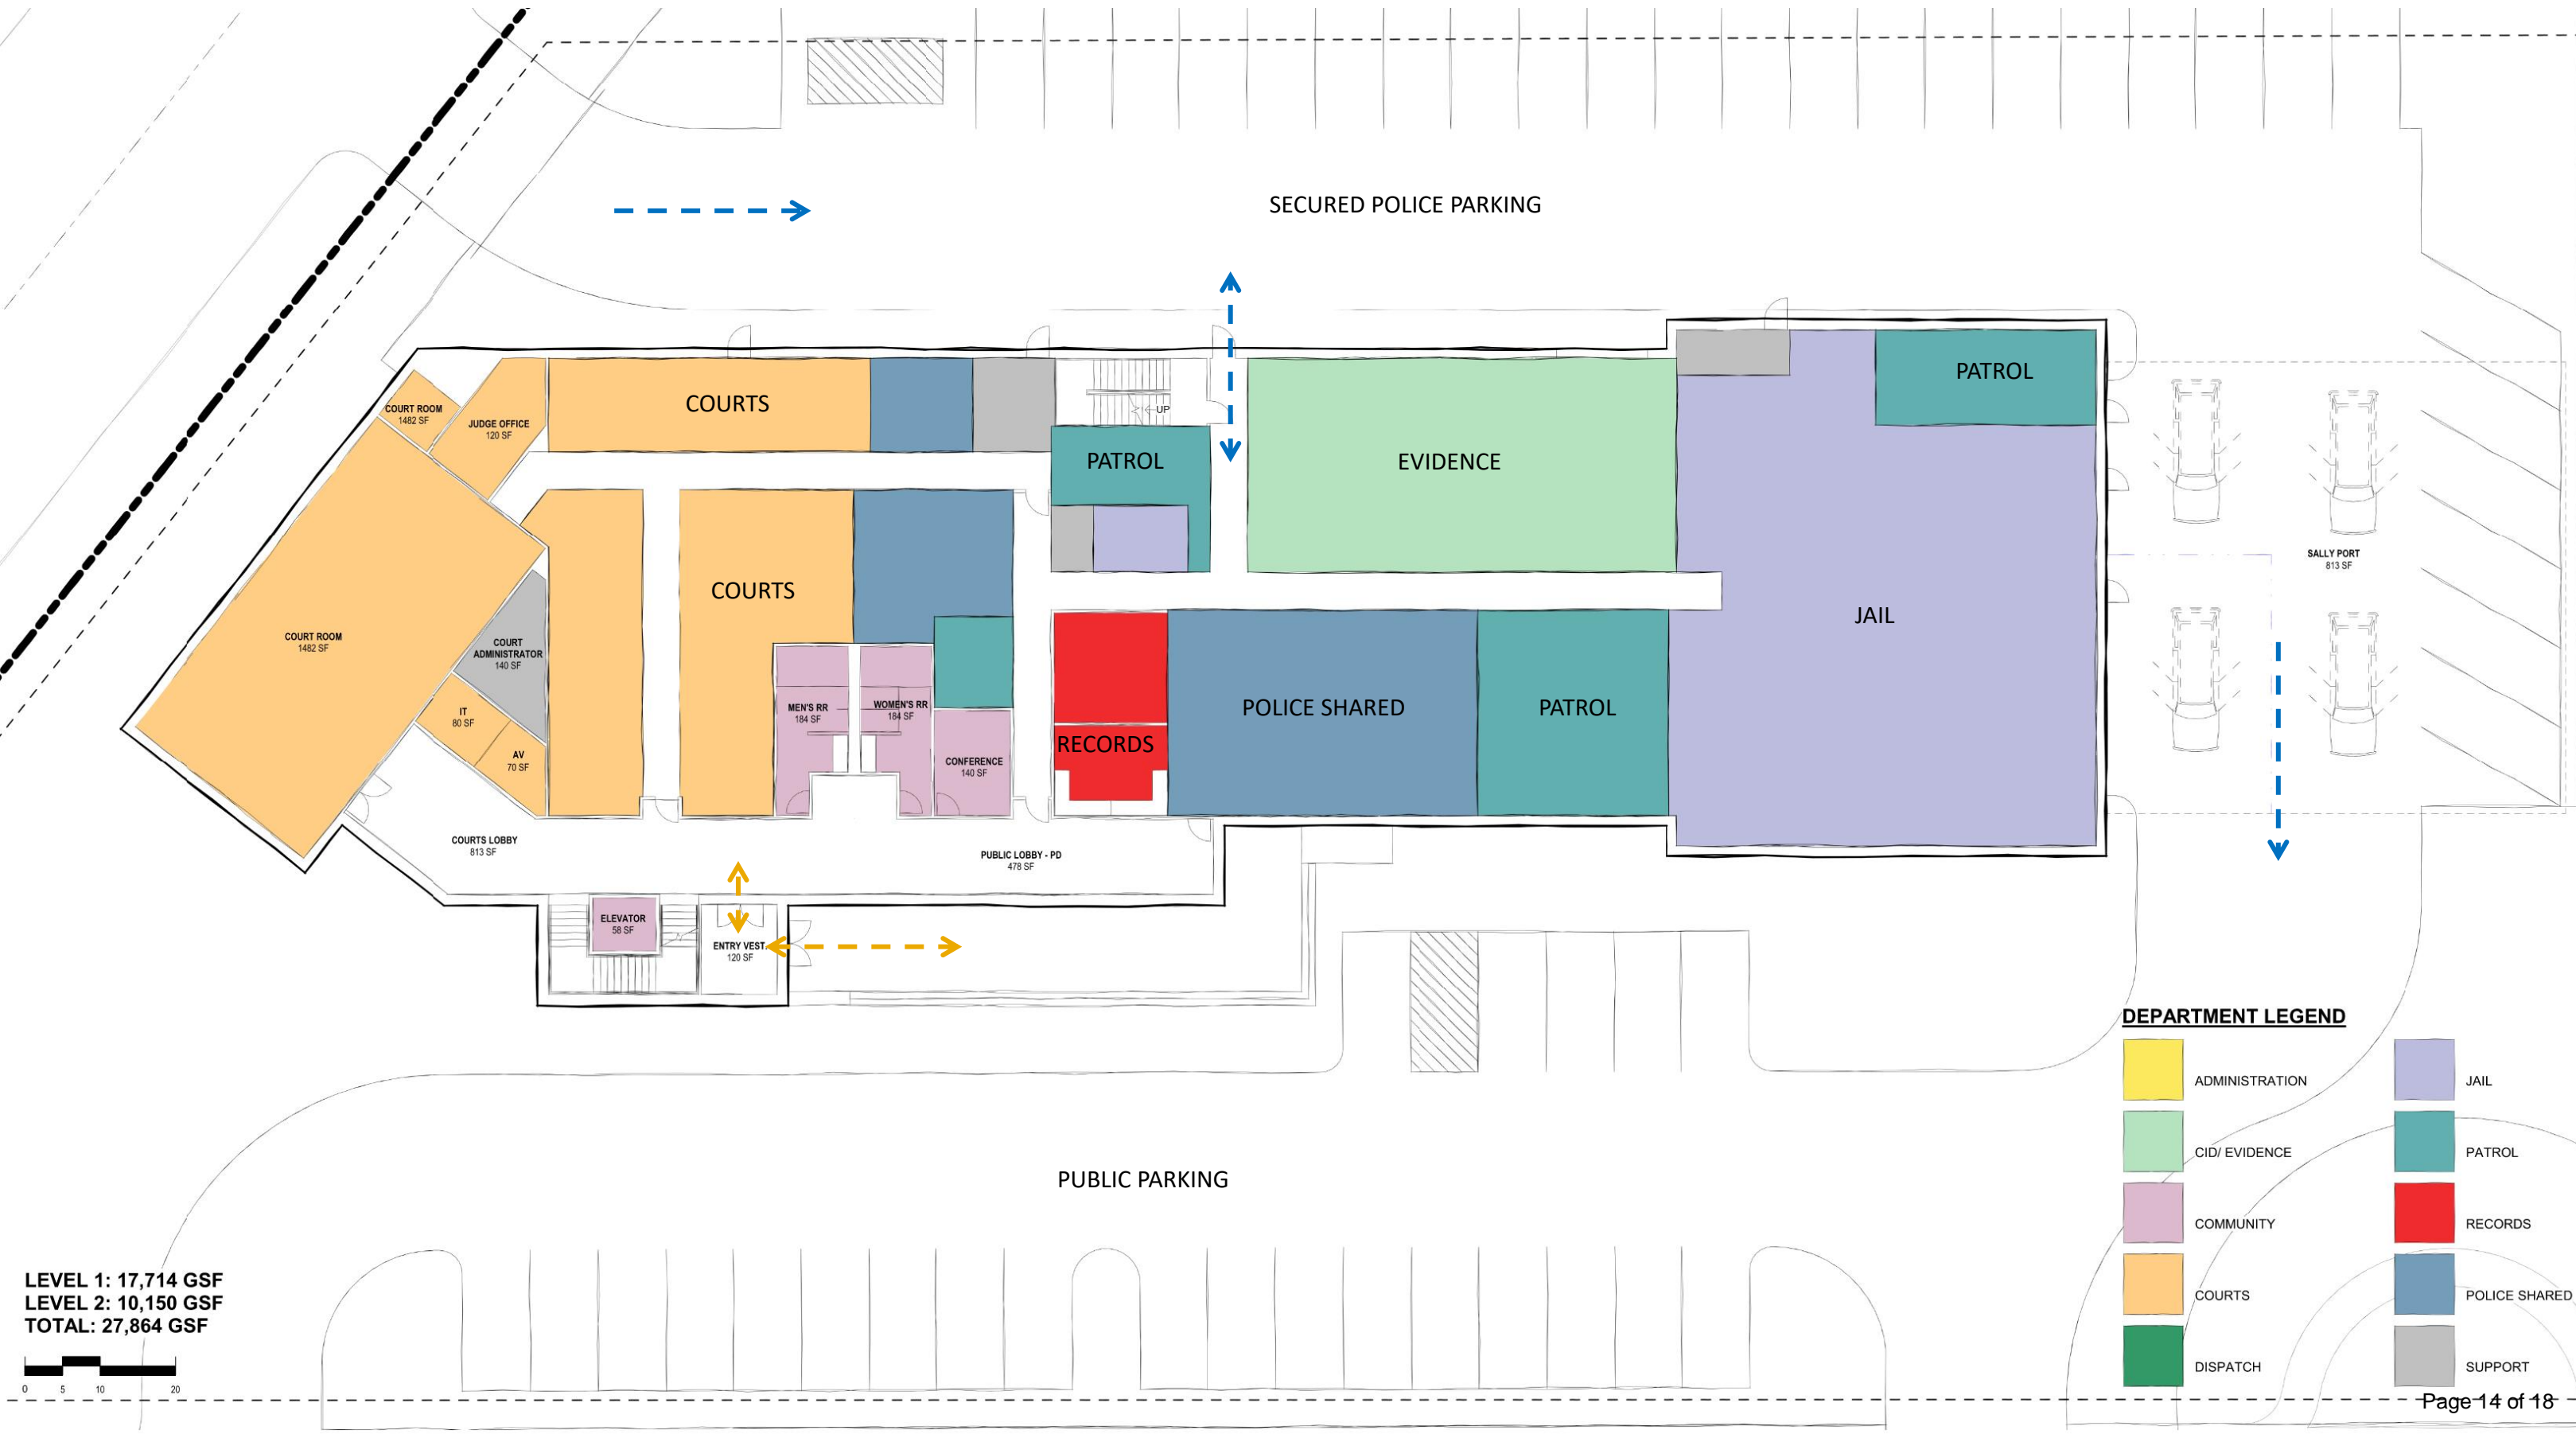 SECURED POLICE PARKING
COURTS
COURT ROOM
1482 SF
JUDGE OFFICE
120 SF
UP
PATROL
EVIDENCE
PATROL
COURTS
COURT ROOM
1482 SF
COURT
ADMINISTRATOR
140 SF
IT
80 SF
AV
70 SF
MEN'S RR
184 SF
WOMEN'S RR
184 SF
CONFERENCE
140 SF
RECORDS
POLICE SHARED
PATROL
JAIL
SALLY PORT
813 SF
COURTS LOBBY
813 SF
PUBLIC LOBBY - PD
478 SF
ELEVATOR
58 SF
ENTRY VEST.
120 SF
PUBLIC PARKING
DEPARTMENT LEGEND
ADMINISTRATION
CID/ EVIDENCE
COMMUNITY
COURTS
DISPATCH
JAIL
PATROL
RECORDS
POLICE SHARED
SUPPORT
LEVEL 1: 17,714 GSF
LEVEL 2: 10,150 GSF
TOTAL: 27,864 GSF
0 5 10 20
Page 14 of 18